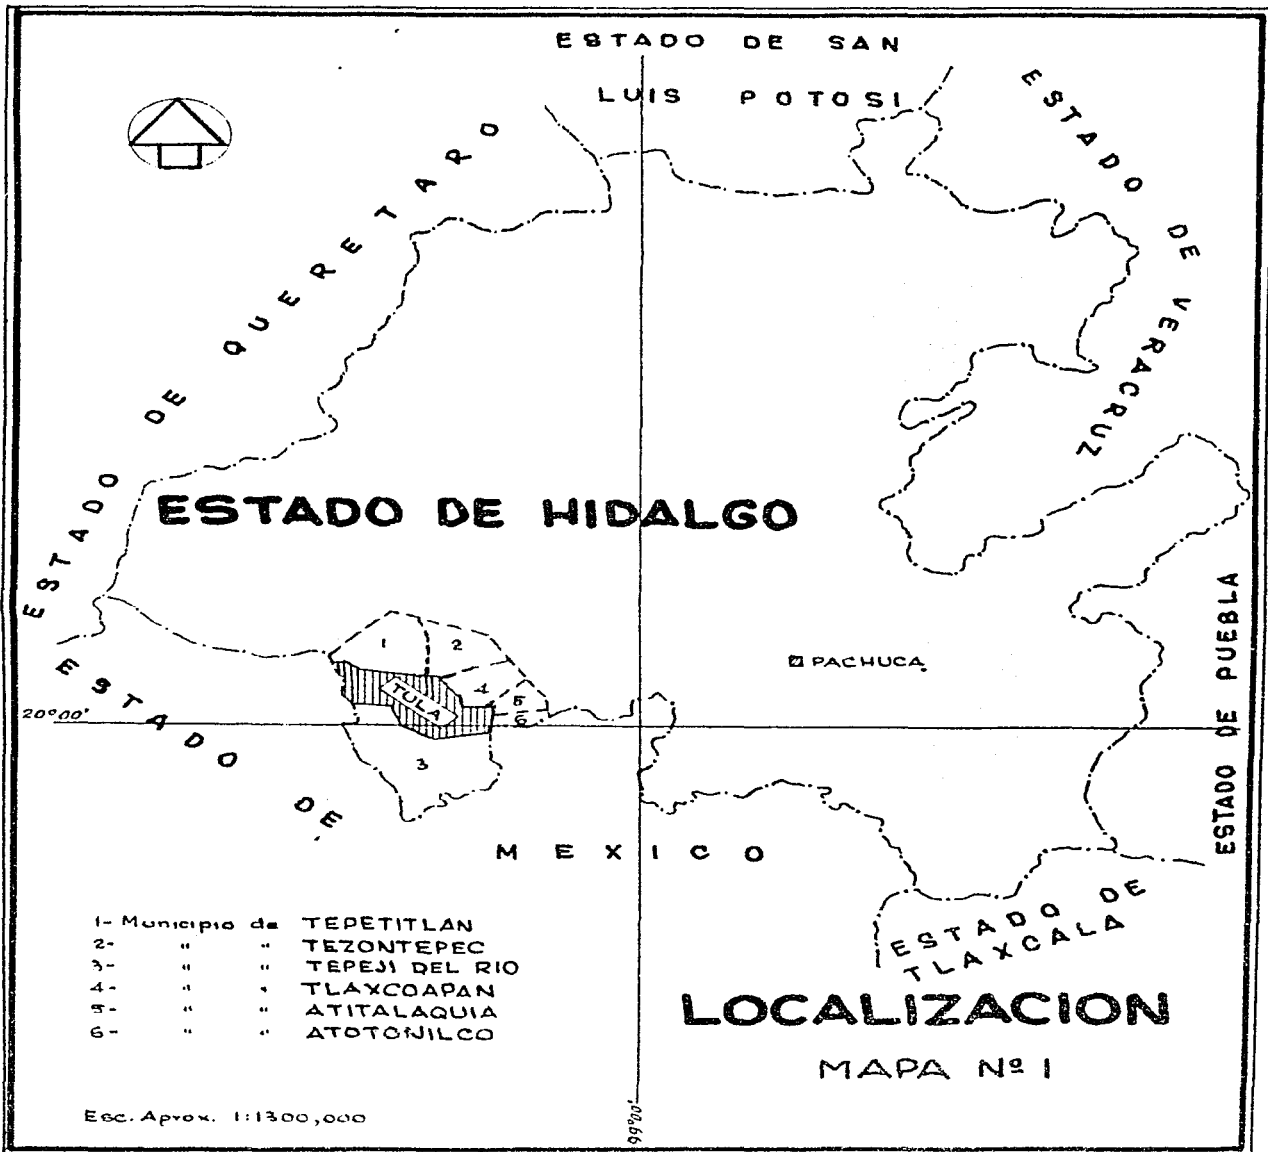 ESTADO DE SAN
LUIS POTOSI
ESTADO DE VERACRUZ
ESTADO DE QUERETARO
ESTADO DE HIDALGO
1
2
TULA
4
5
6
3
PACHUCA
20°00'
ESTADO DE PUEBLA
ESTADO DE
MEXICO
ESTADO DE
TLAXCALA
1- Municipio de TEPETITLAN
2- " " TEZONTEPEC
3- " " TEPEJI DEL RIO
4- " " TLAXCOAPAN
5- " " ATITALAQUIA
6- " " ATOTONILCO
LOCALIZACION
MAPA Nº 1
Esc. Aprox. 1:1300,000
99°00'